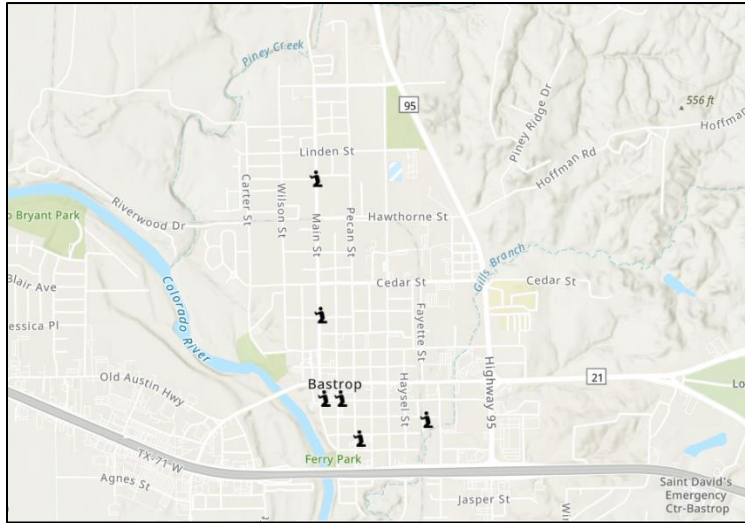 Piney Creek
95
556 ft
Piney Ridge Dr
Hoffman
Hoffman Rd
Linden St
Carter St
Wilson St
Main St
Pecan St
Riverwood Dr
Hawthorne St
o Bryant Park
Gills Branch
Blair Ave
Colorado River
Cedar St
Cedar St
Fayette St
essica Pl
Old Austin Hwy
Bastrop
Haysel St
Highway 95
21
Lo
TX-71 W
Ferry Park
Agnes St
Jasper St
Saint David's
Emergency
Ctr-Bastrop